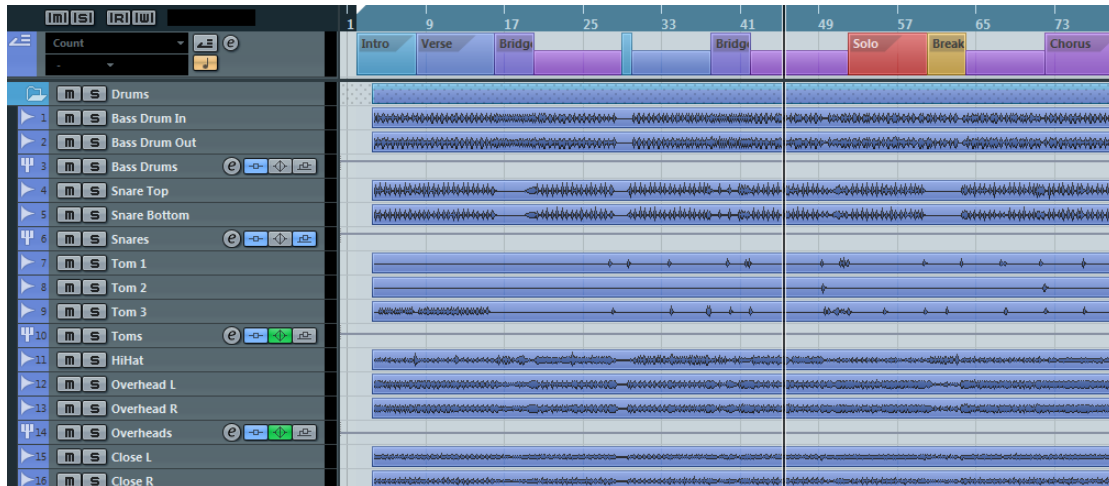 m S R W
1 9 17 25 33 41 49 57 65 73
Count
e
Intro Verse Bridg Bridg Solo Break Chorus
m S Drums
1 m S Bass Drum In
2 m S Bass Drum Out
3 m S Bass Drums e
4 m S Snare Top
5 m S Snare Bottom
6 m S Snares e
7 m S Tom 1
8 m S Tom 2
9 m S Tom 3
10 m S Toms e
11 m S HiHat
12 m S Overhead L
13 m S Overhead R
14 m S Overheads e
15 m S Close L
16 m S Close R